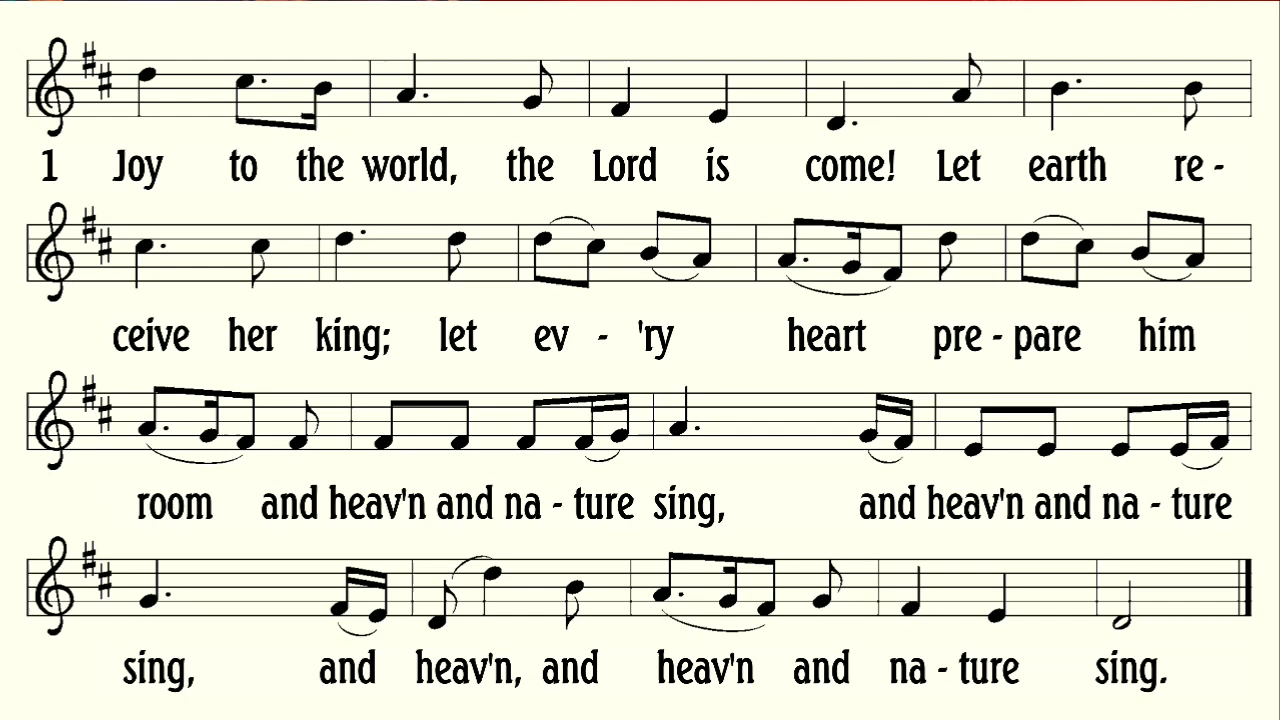 1 Joy to the world, the Lord is come! Let earth re -
ceive her king; let ev - 'ry heart pre - pare him
room and heav'n and na - ture sing, and heav'n and na - ture
sing, and heav'n, and heav'n and na - ture sing.